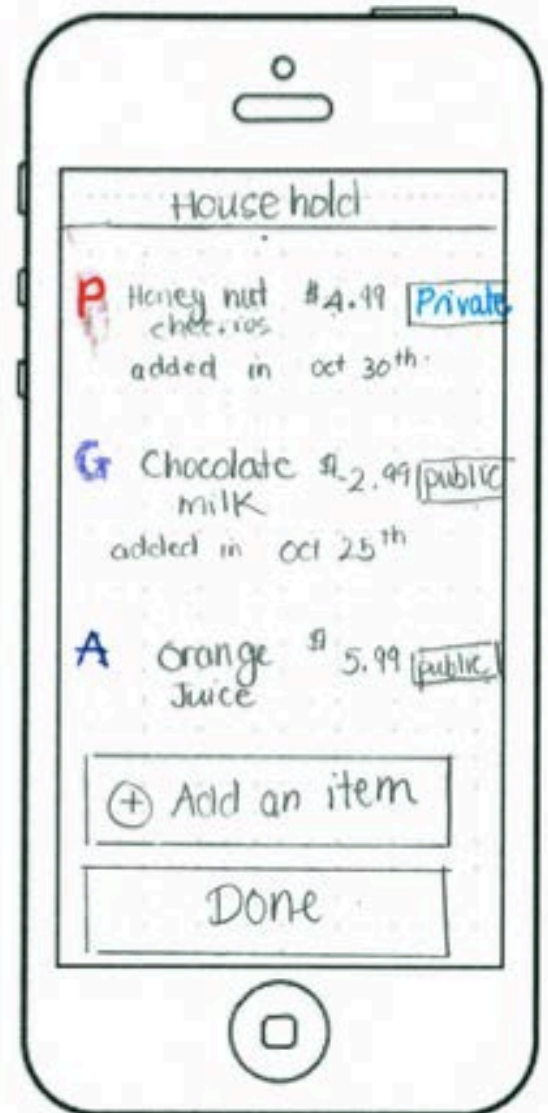 House hold
P Honey nut $4.99 Private
cheerios
added in oct 30th.
G Chocolate $2.99 public
milk
added in oct 25th
A orange $ 5.99 public
Juice
+ Add an item
Done